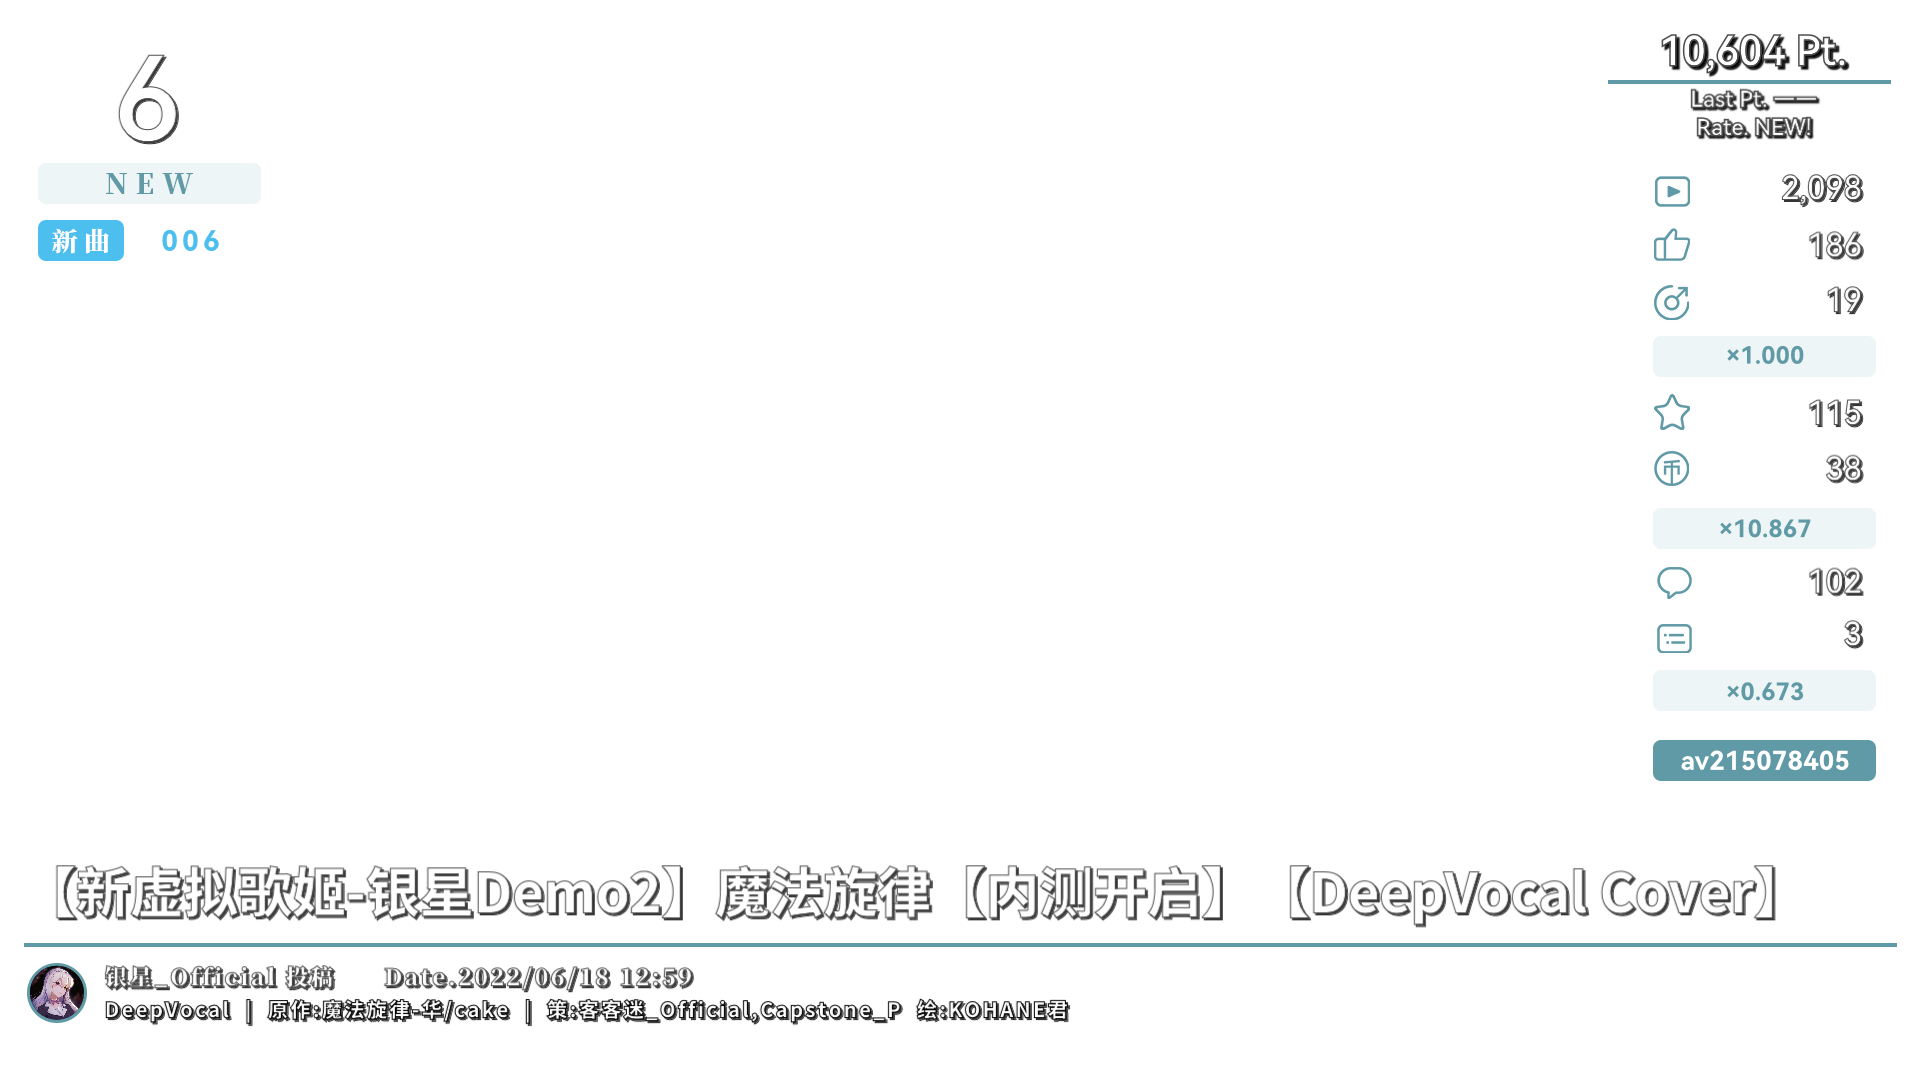 6
NEW
新曲 006
10,604 Pt.
Last Pt. ——
Rate. NEW!
2,098
186
19
×1.000
115
38
×10.867
102
3
×0.673
av215078405
【新虚拟歌姬-银星Demo2】魔法旋律【内测开启】 【DeepVocal Cover】
银星_Official 投稿 Date.2022/06/18 12:59
DeepVocal | 原作:魔法旋律-华/cake | 策:客客迷_Official,Capstone_P 绘:KOHANE君